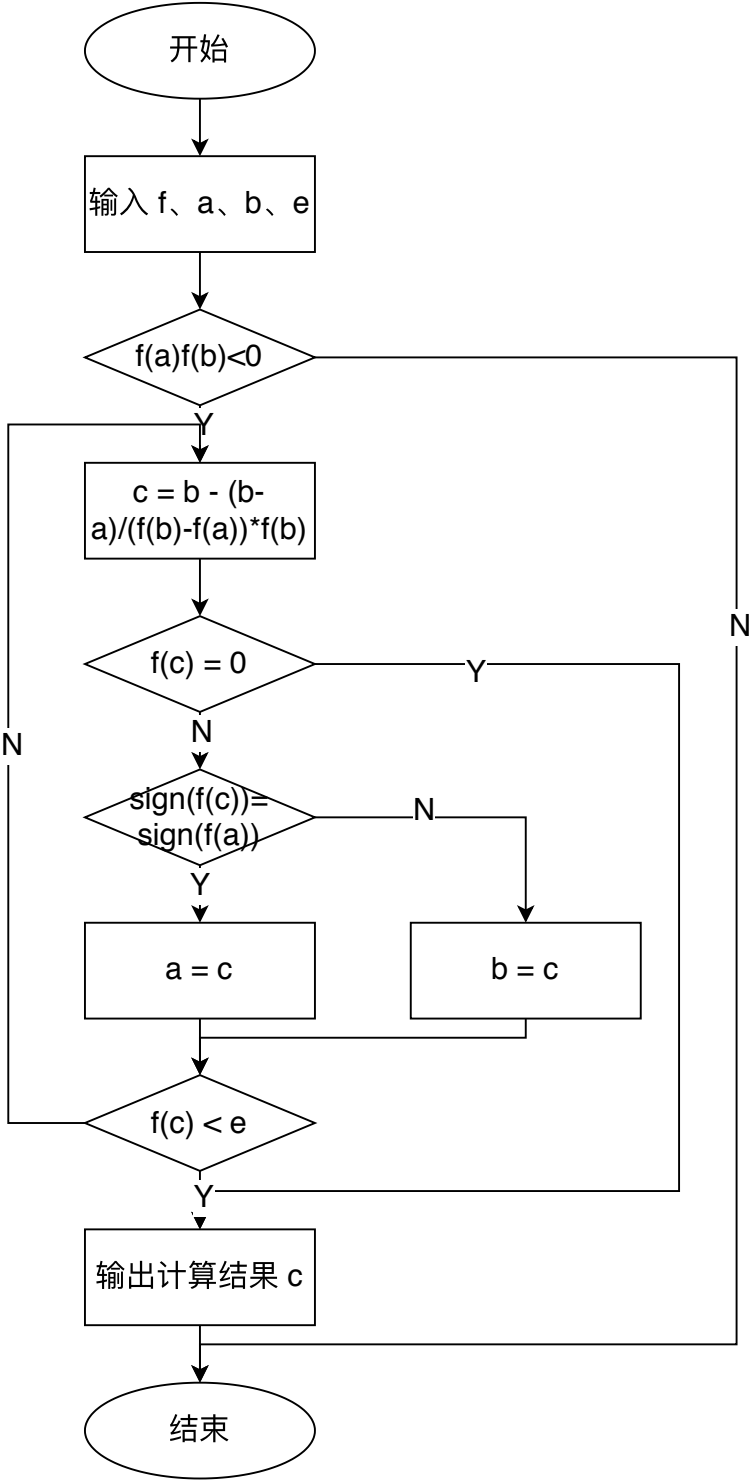 开始
输入 f、a、b、e
f(a)f(b)<0
Y
c = b - (b-
a)/(f(b)-f(a))*f(b)
N
f(c) = 0
Y
N
N
sign(f(c))=
sign(f(a))
N
Y
a = c
b = c
f(c) < e
Y
输出计算结果 c
结束